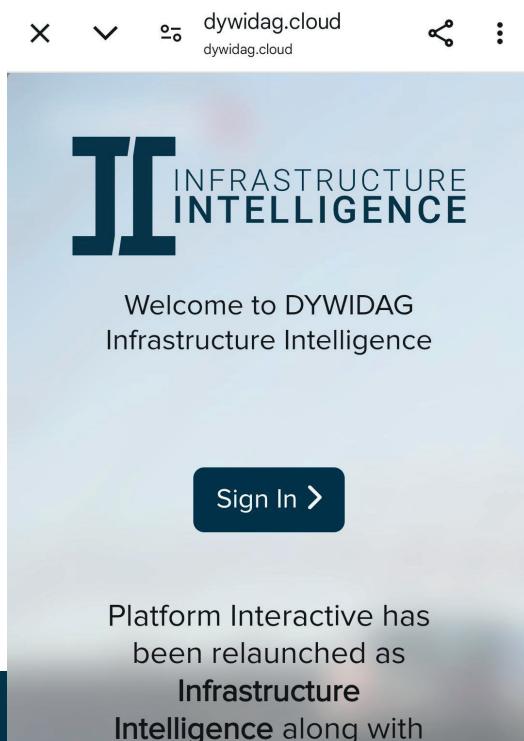 dywidag.cloud
dywidag.cloud
INFRASTRUCTURE
INTELLIGENCE
Welcome to DYWIDAG
Infrastructure Intelligence
Sign In
Platform Interactive has
been relaunched as
Infrastructure
Intelligence along with